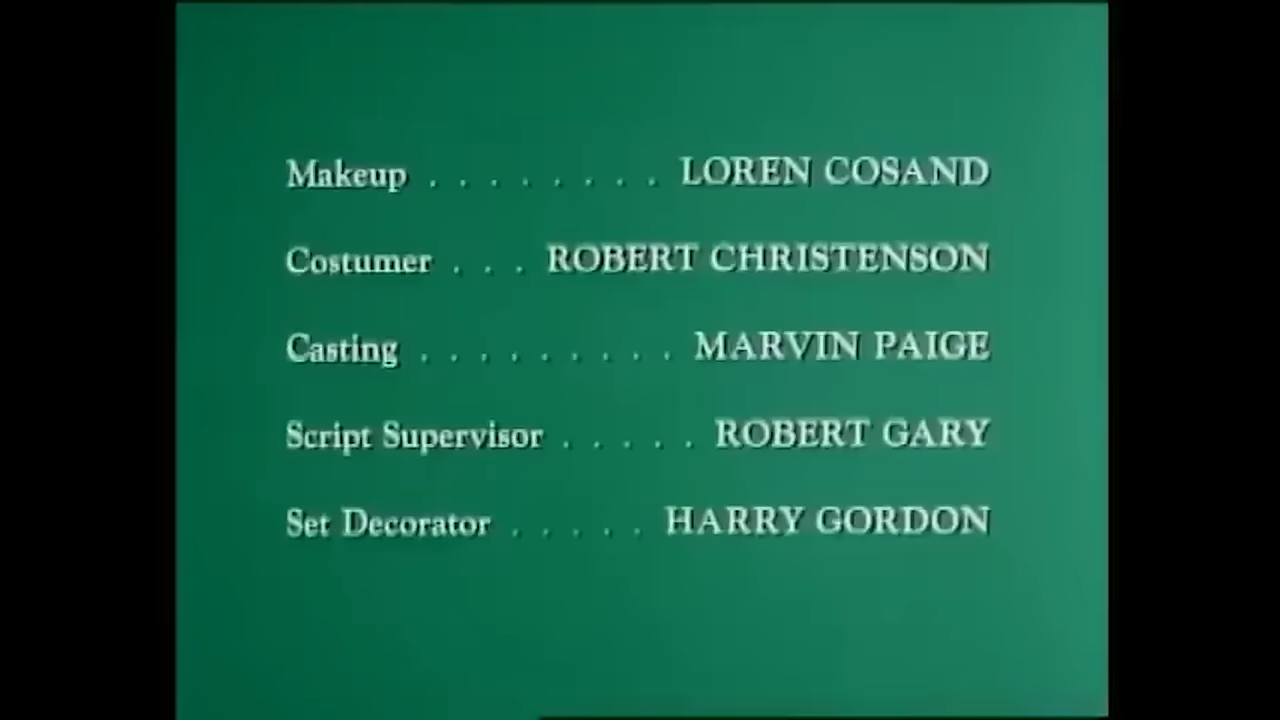 Makeup . . . . . . . . LOREN COSAND
Costumer . . . ROBERT CHRISTENSON
Casting . . . . . . . . . MARVIN PAIGE
Script Supervisor . . . . . ROBERT GARY
Set Decorator . . . . . HARRY GORDON